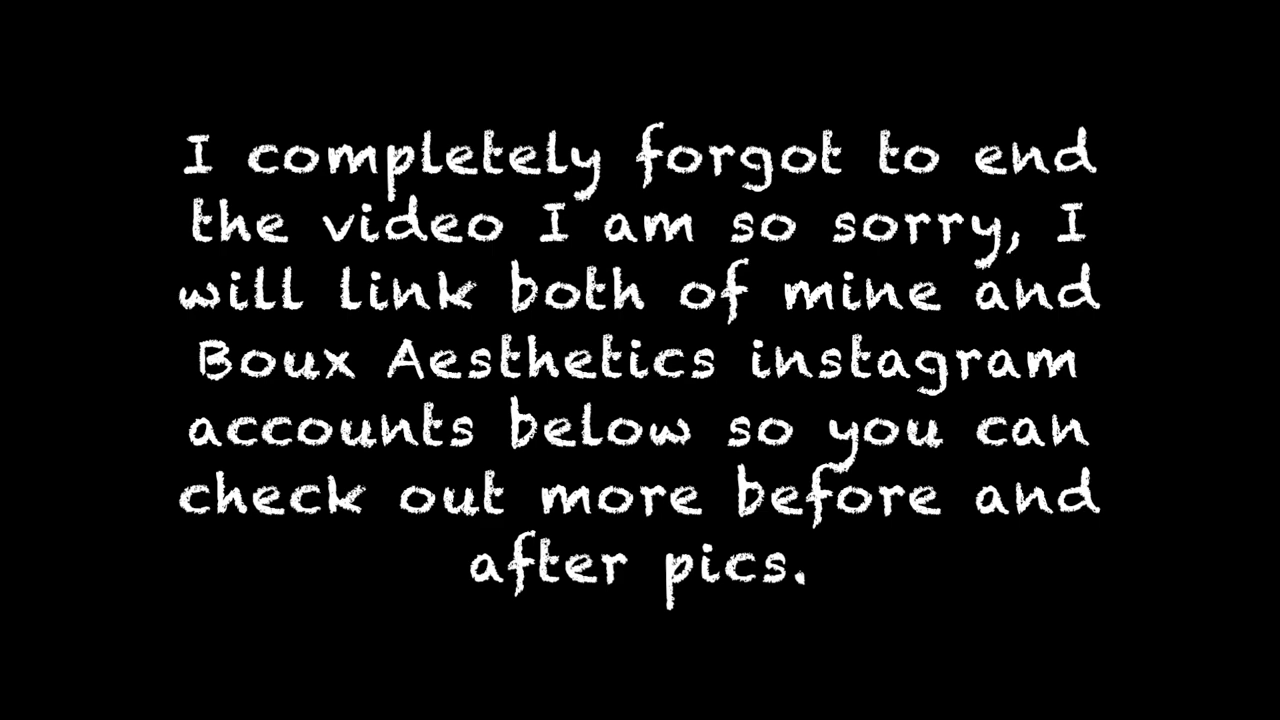 I completely forgot to end
the video I am so sorry, I
will link both of mine and
Boux Aesthetics instagram
accounts below so you can
check out more before and
after pics.